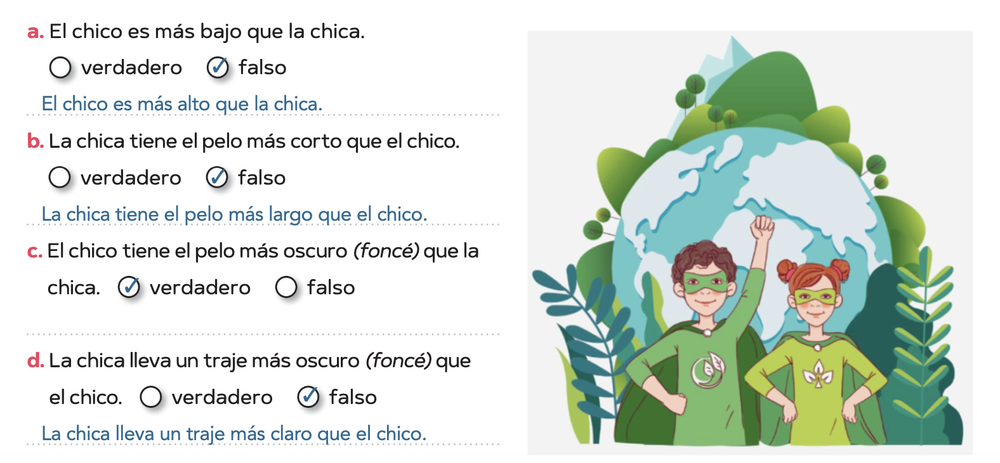 a. El chico es más bajo que la chica.
verdadero falso
El chico es más alto que la chica.
b. La chica tiene el pelo más corto que el chico.
verdadero falso
La chica tiene el pelo más largo que el chico.
c. El chico tiene el pelo más oscuro (foncé) que la
chica. verdadero falso
d. La chica lleva un traje más oscuro (foncé) que
el chico. verdadero falso
La chica lleva un traje más claro que el chico.